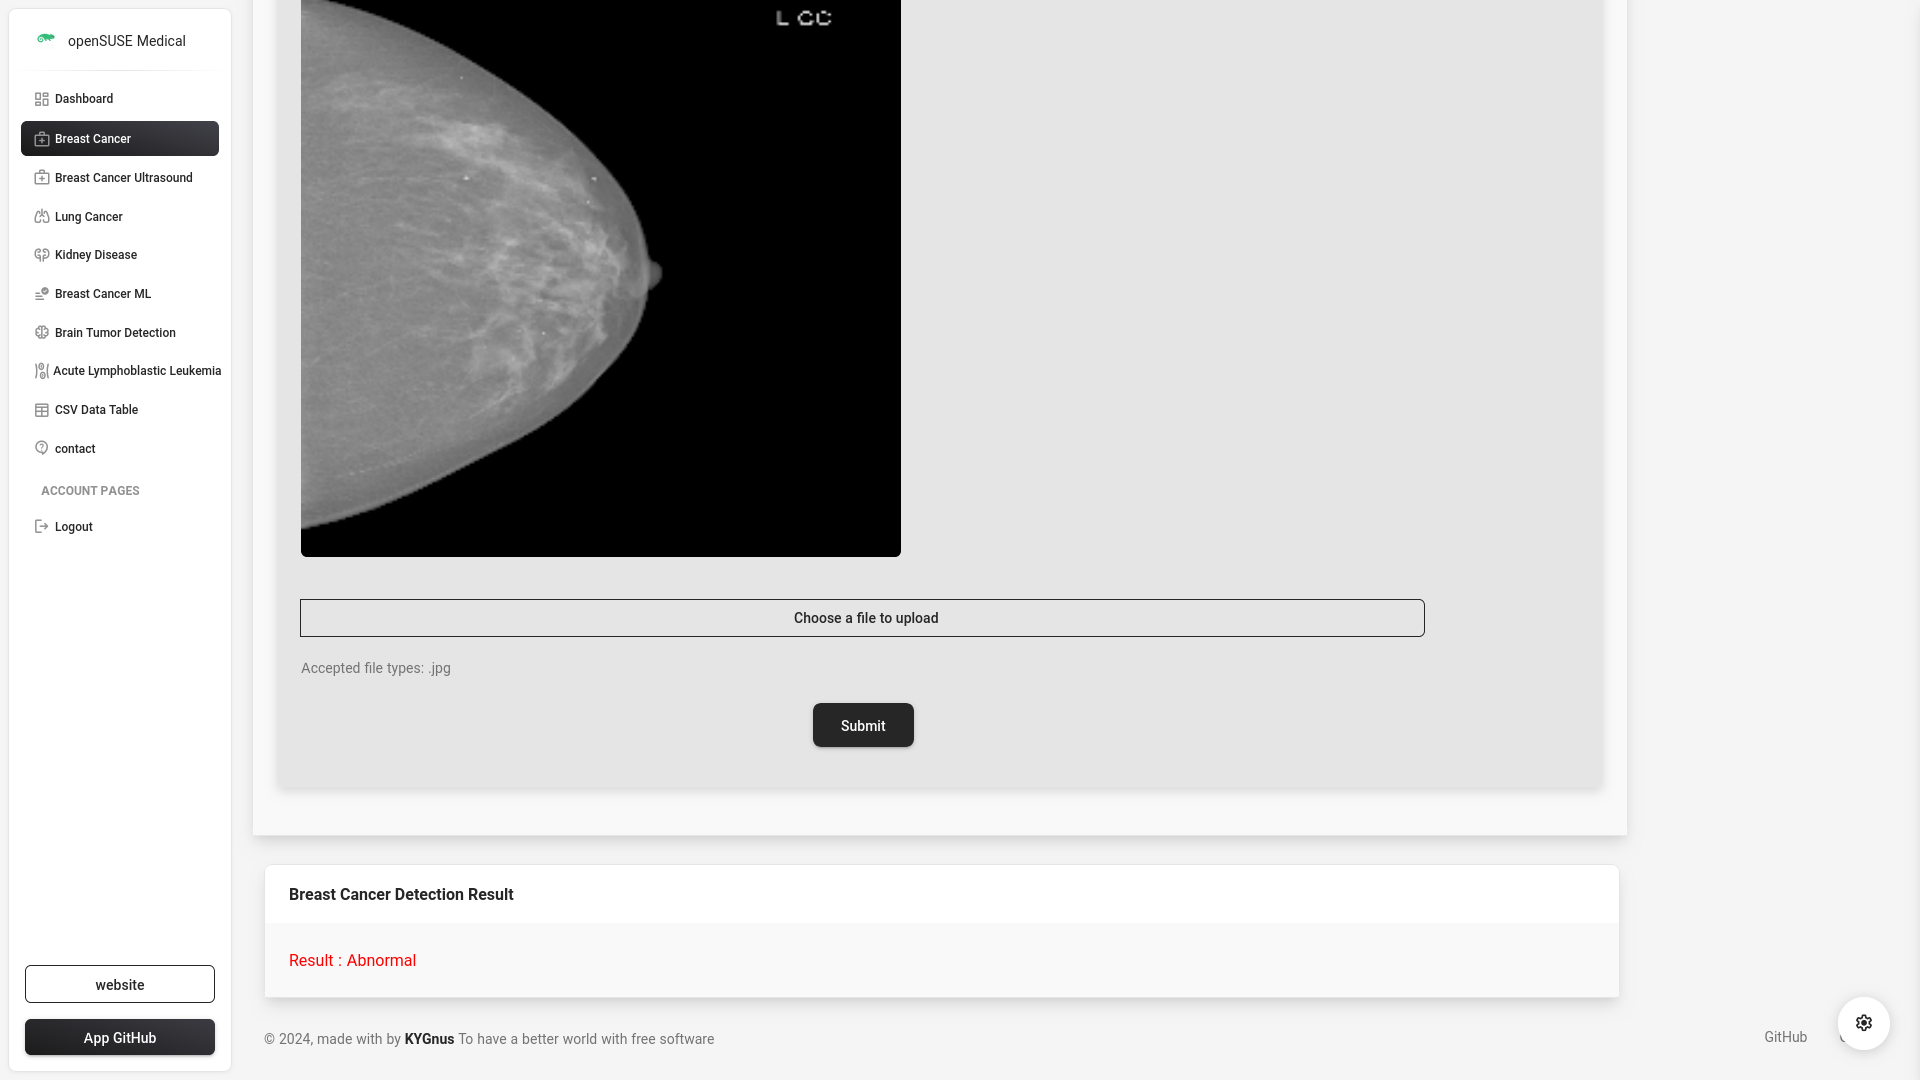 openSUSE Medical
Dashboard
Breast Cancer
Breast Cancer Ultrasound
Lung Cancer
Kidney Disease
Breast Cancer ML
Brain Tumor Detection
Acute Lymphoblastic Leukemia
CSV Data Table
contact
ACCOUNT PAGES
Logout
website
App GitHub
L CC
Choose a file to upload
Accepted file types: .jpg
Submit
Breast Cancer Detection Result
Result : Abnormal
© 2024, made with by KYGnus To have a better world with free software
GitHub